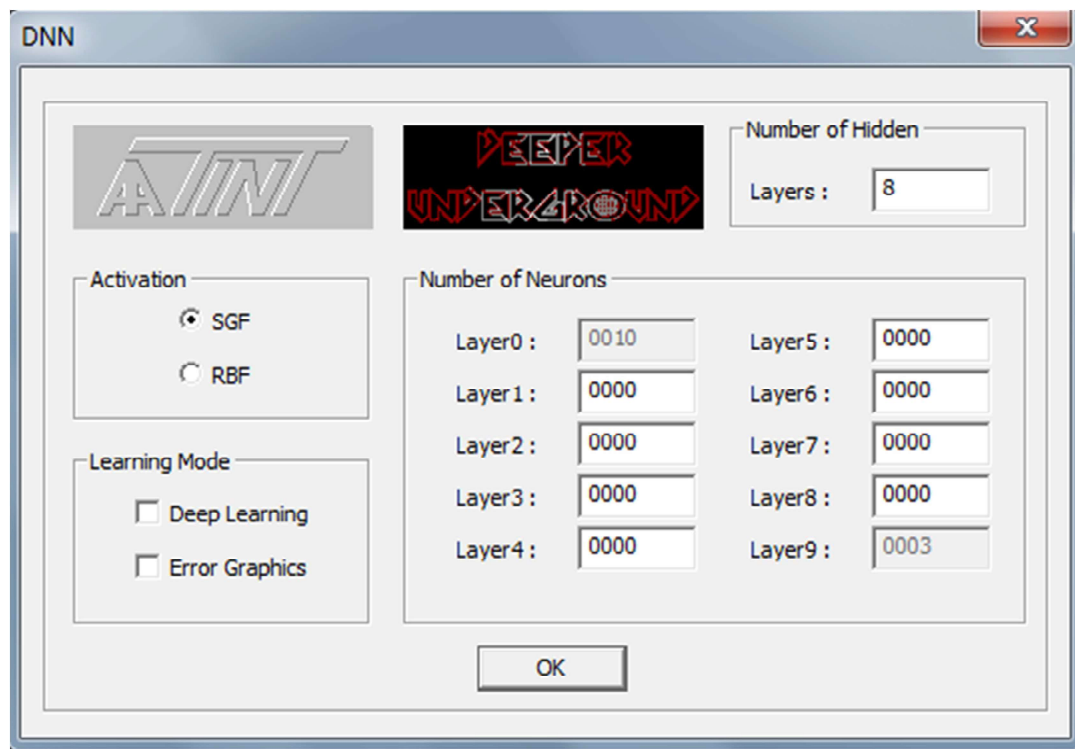 DNN
ATINT
DEEPER
UNDERGROUND
Number of Hidden
Layers :
8
Activation
SGF
RBF
Learning Mode
Deep Learning
Error Graphics
Number of Neurons
Layer0 : 0010
Layer1 : 0000
Layer2 : 0000
Layer3 : 0000
Layer4 : 0000
Layer5 : 0000
Layer6 : 0000
Layer7 : 0000
Layer8 : 0000
Layer9 : 0003
OK